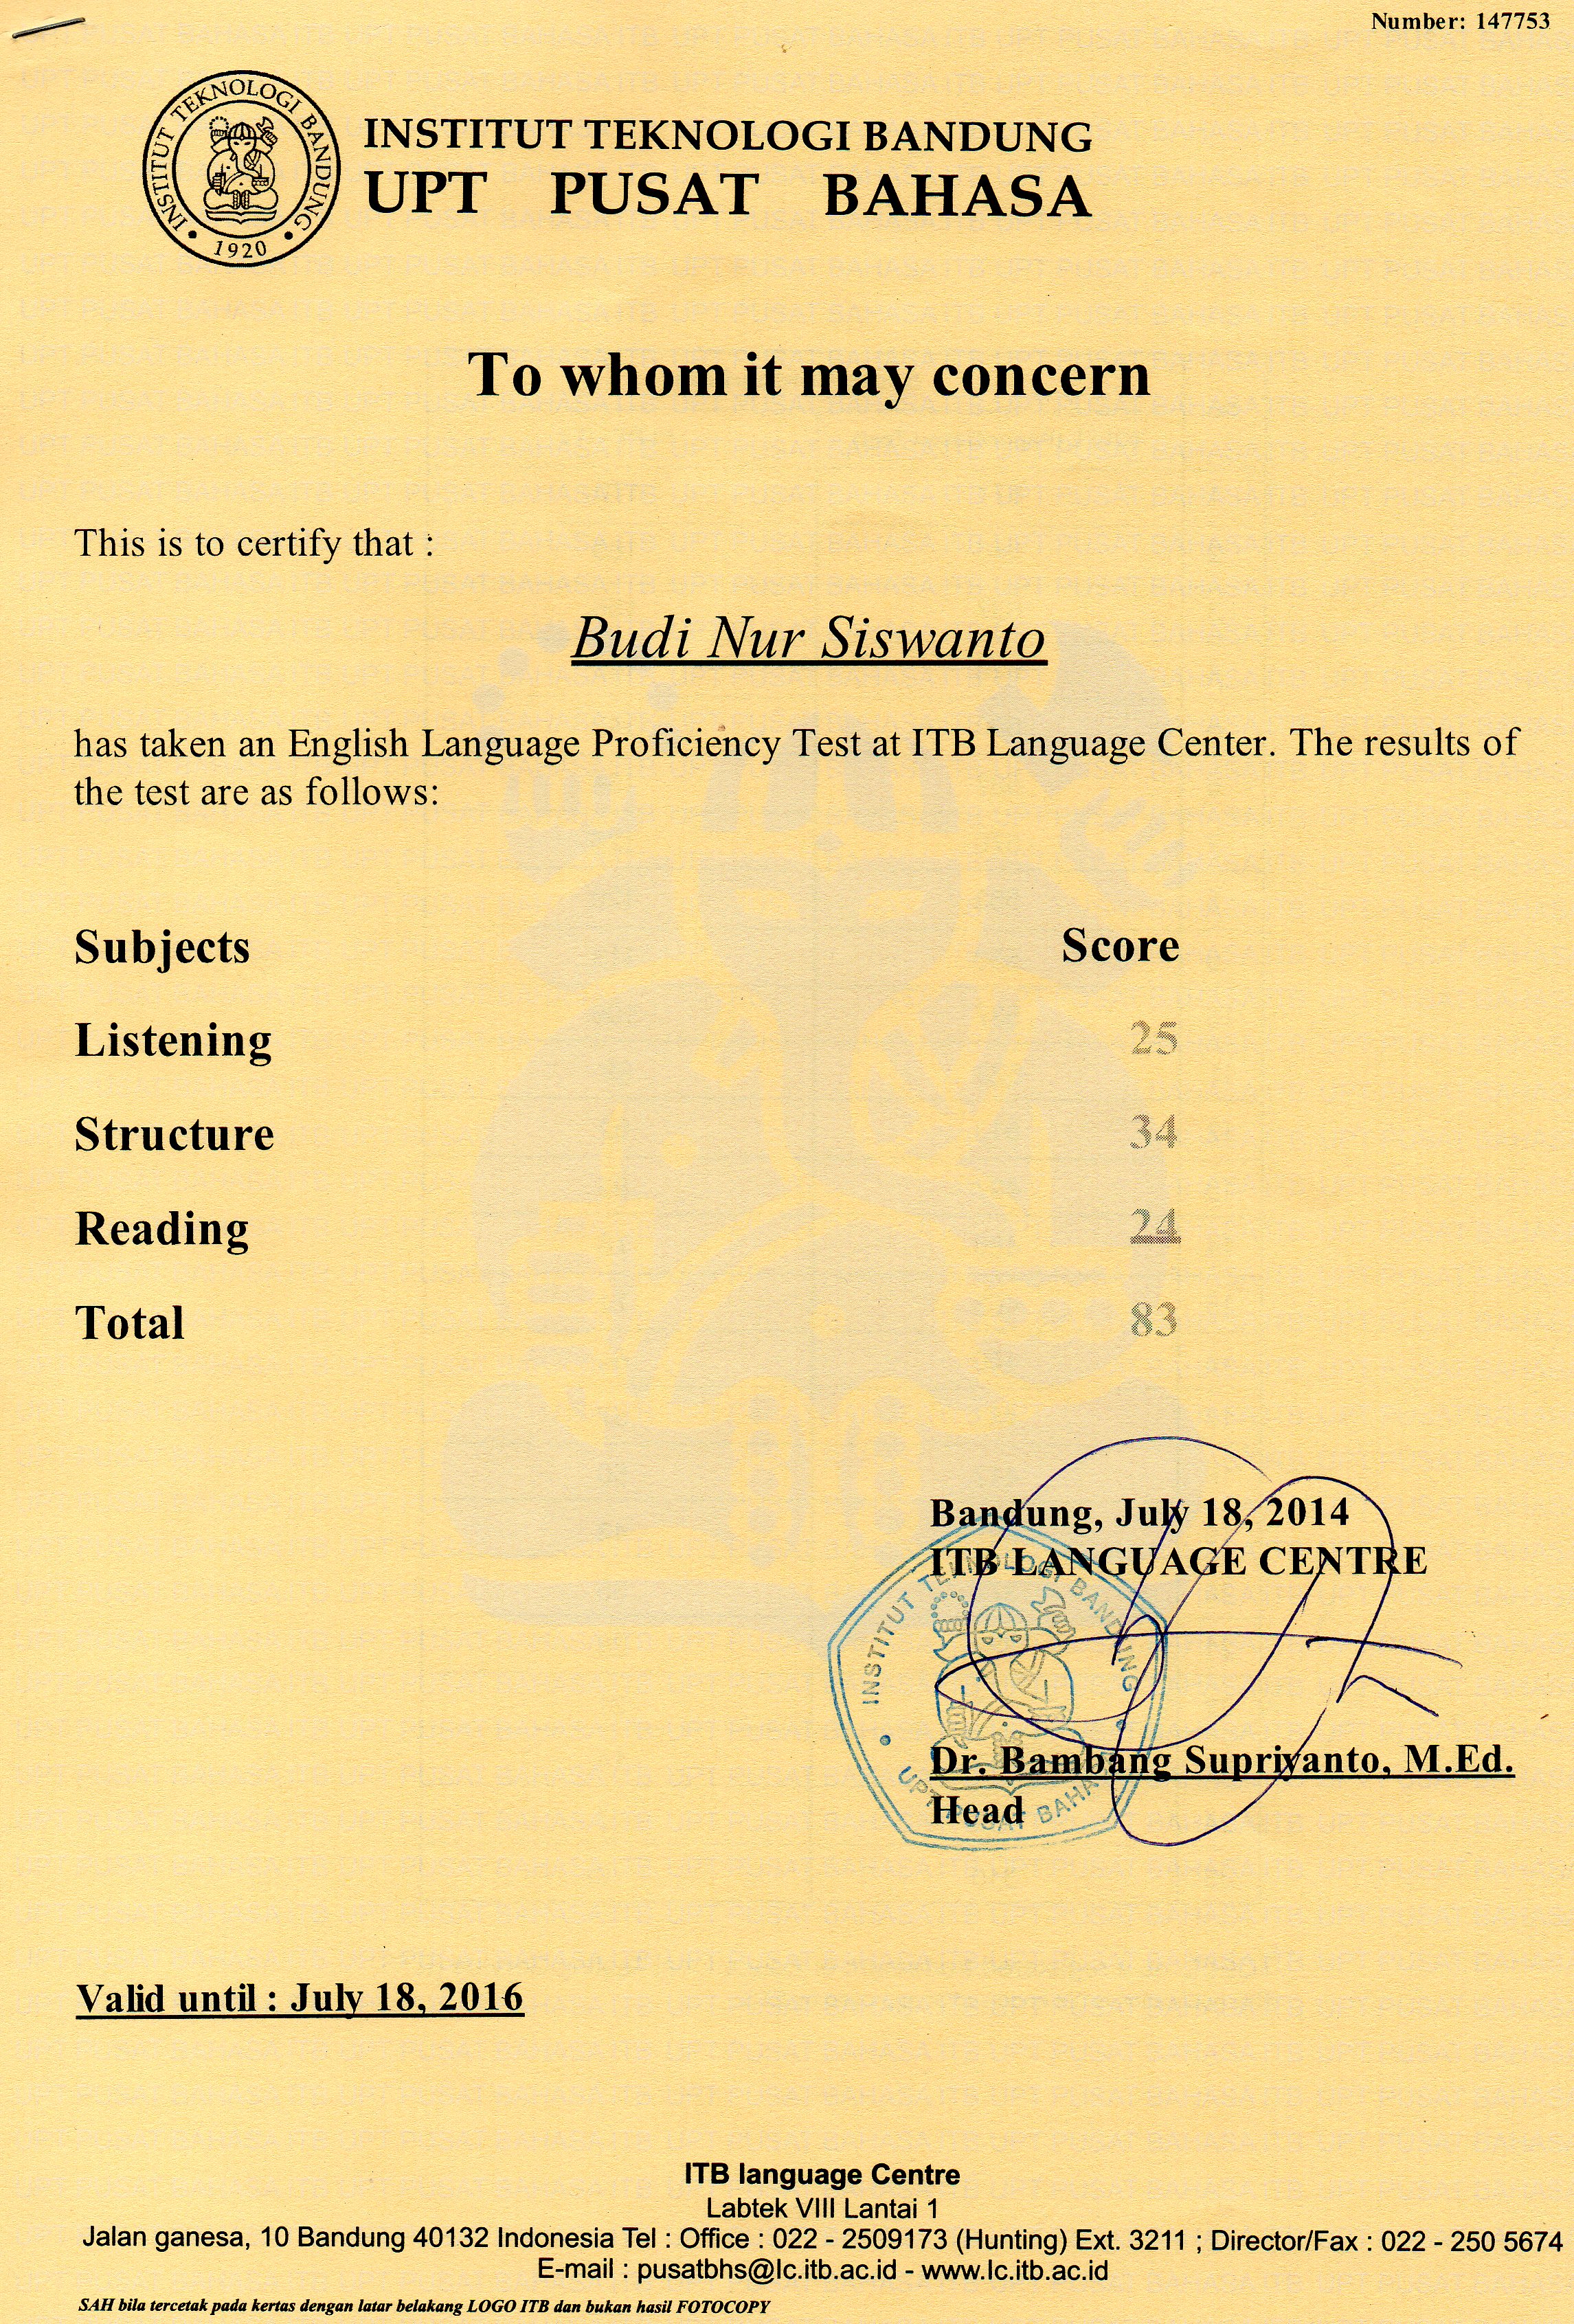 Number: 147753
INSTITUT TEKNOLOGI BANDUNG
1920
INSTITUT TEKNOLOGI BANDUNG
UPT PUSAT BAHASA
To whom it may concern
This is to certify that :
Budi Nur Siswanto
has taken an English Language Proficiency Test at ITB Language Center. The results of
the test are as follows:
Subjects Score
Listening 25
Structure 34
Reading 24
Total 83
Bandung, July 18, 2014
ITB LANGUAGE CENTRE
INSTITUT TEKNOLOGI BANDUNG
UPT PUSAT BAHASA
Dr. Bambang Supriyanto, M.Ed.
Head
Valid until : July 18, 2016
ITB language Centre
Labtek VIII Lantai 1
Jalan ganesa, 10 Bandung 40132 Indonesia Tel : Office : 022 - 2509173 (Hunting) Ext. 3211 ; Director/Fax : 022 - 250 5674
E-mail : pusatbhs@lc.itb.ac.id - www.lc.itb.ac.id
SAH bila tercetak pada kertas dengan latar belakang LOGO ITB dan bukan hasil FOTOCOPY